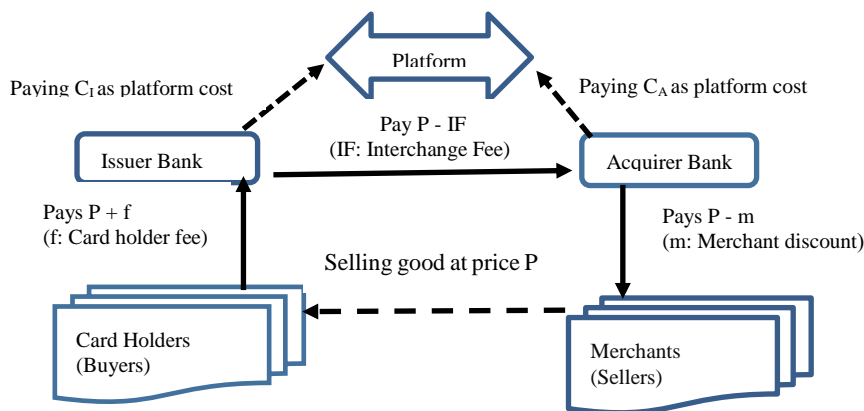 Platform
Paying C_I as platform cost
Paying C_A as platform cost
Pay P - IF
(IF: Interchange Fee)
Issuer Bank
Acquirer Bank
Pays P + f
(f: Card holder fee)
Pays P - m
(m: Merchant discount)
Selling good at price P
Card Holders
(Buyers)
Merchants
(Sellers)